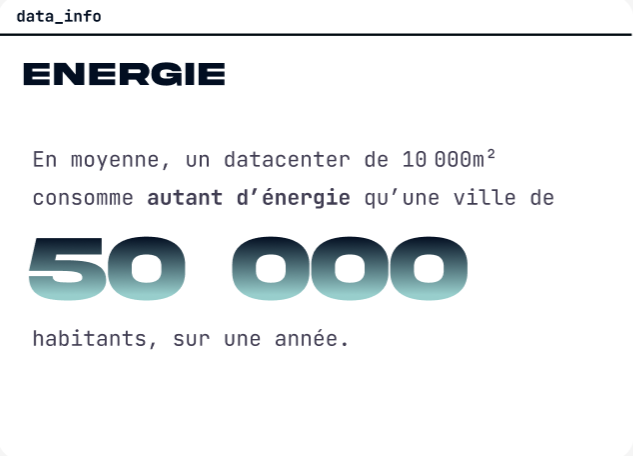 data_info
ENERGIE
En moyenne, un datacenter de 10 000m²
consomme autant d’énergie qu’une ville de
50 000
habitants, sur une année.